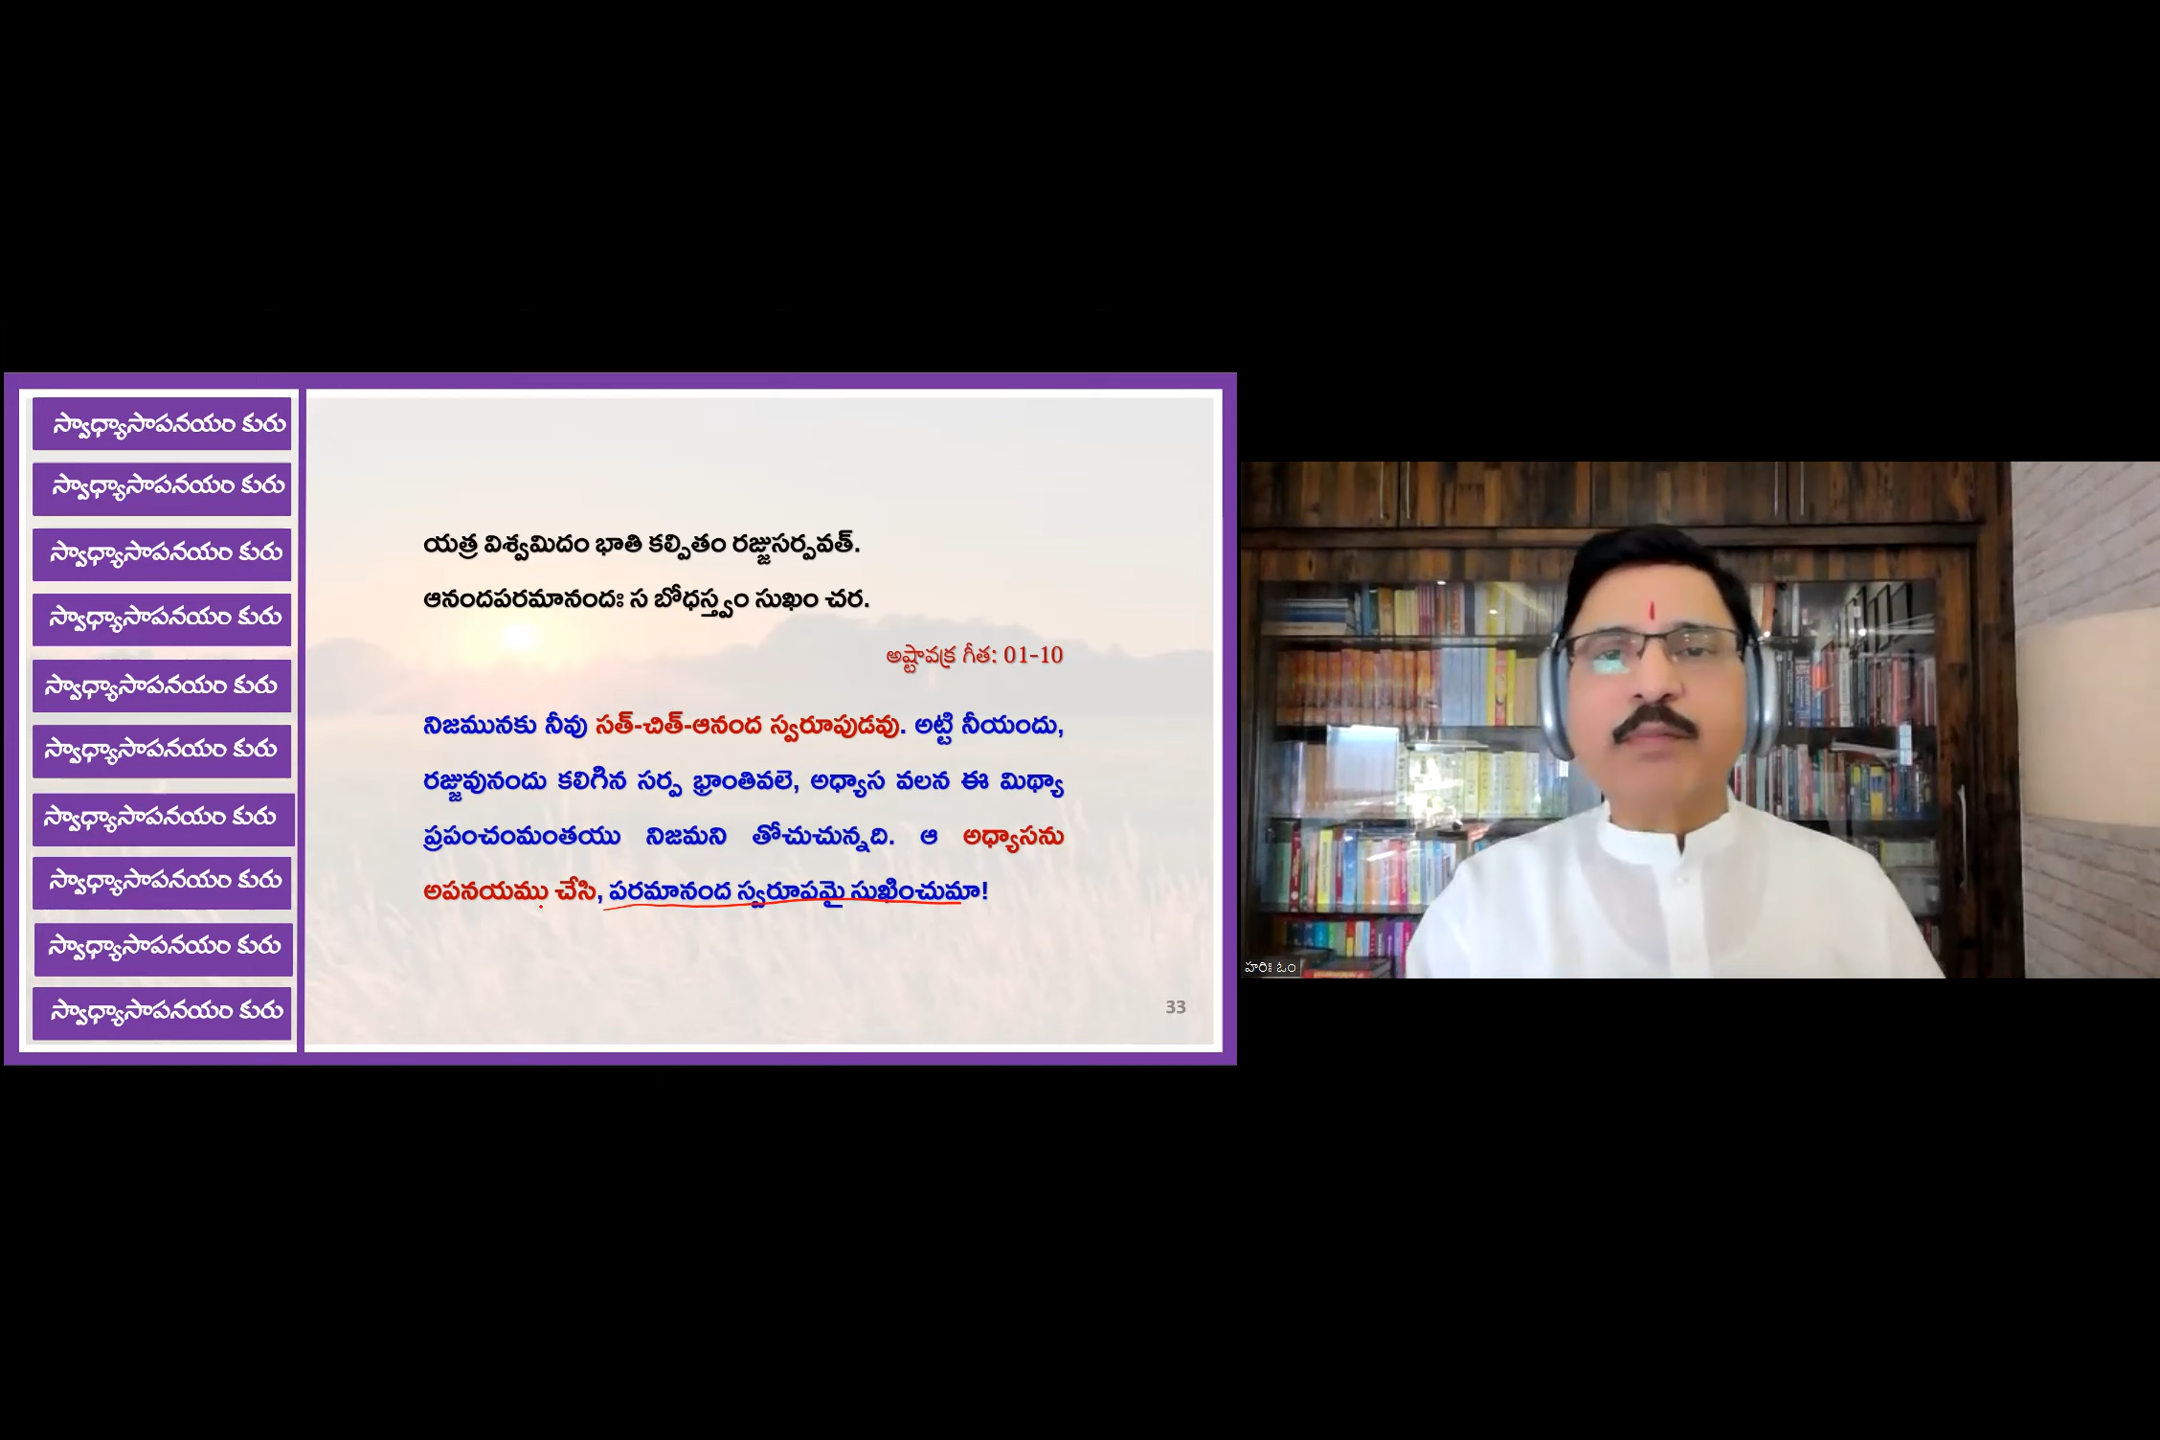 స్వాధ్యాసాపనయం కురు
స్వాధ్యాసాపనయం కురు
స్వాధ్యాసాపనయం కురు
స్వాధ్యాసాపనయం కురు
స్వాధ్యాసాపనయం కురు
స్వాధ్యాసాపనయం కురు
స్వాధ్యాసాపనయం కురు
స్వాధ్యాసాపనయం కురు
స్వాధ్యాసాపనయం కురు
స్వాధ్యాసాపనయం కురు
యత్ర విశ్వమిదం భాతి కల్పితం రజ్జుసర్పవత్.
ఆనందపరమానందః స బోధస్త్వం సుఖం చర.
అష్టావక్ర గీత: 01-10
నిజమునకు నీవు సత్-చిత్-ఆనంద స్వరూపుడవు. అట్టి నీయందు,
రజ్జువునందు కలిగిన సర్ప భ్రాంతివలె, అధ్యాస వలన ఈ మిథ్యా
ప్రపంచంమంతయు నిజమని తోచుచున్నది. ఆ అధ్యాసను
అపనయము చేసి, పరమానంద స్వరూపమై సుఖించుమా!
33
హరిః ఓం